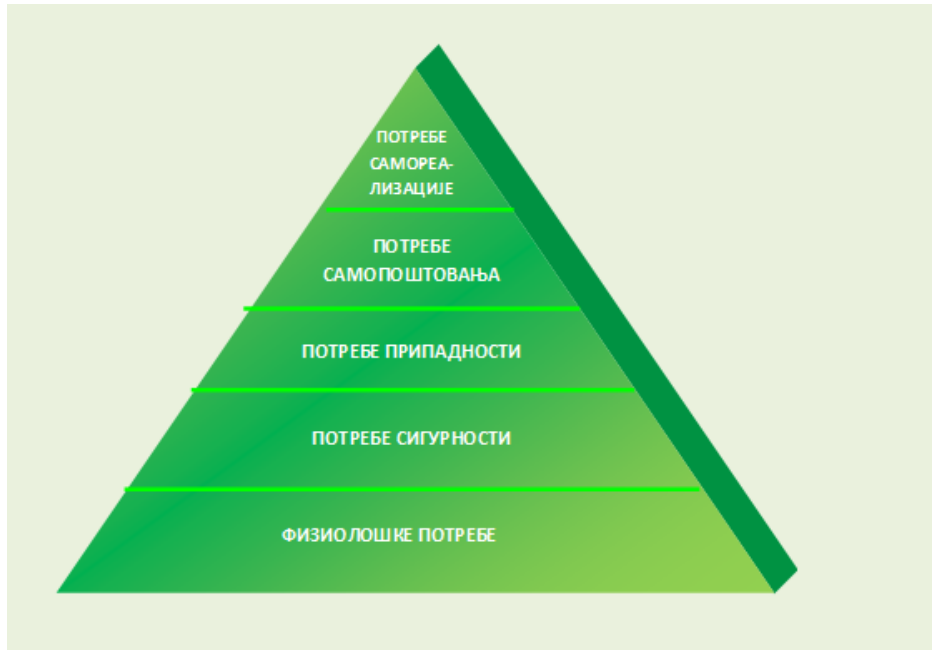 ПОТРЕБЕ
САМОРЕА-
ЛИЗАЦИЈЕ
ПОТРЕБЕ
САМОПОШТОВАЊА
ПОТРЕБЕ ПРИПАДНОСТИ
ПОТРЕБЕ СИГУРНОСТИ
ФИЗИОЛОШКЕ ПОТРЕБЕ